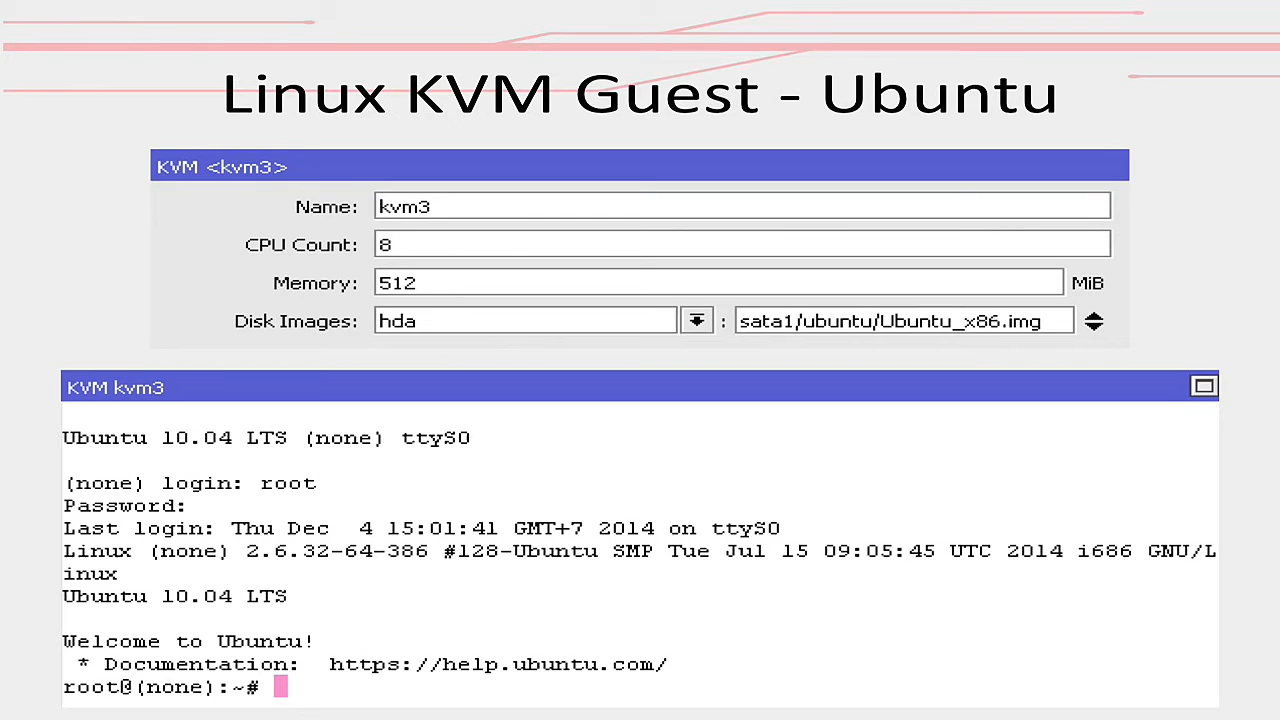 Linux KVM Guest - Ubuntu
KVM <kvm3>
Name: kvm3
CPU Count: 8
Memory: 512 MiB
Disk Images: hda : sata1/ubuntu/Ubuntu_x86.img
KVM kvm3
Ubuntu 10.04 LTS (none) ttyS0
(none) login: root
Password:
Last login: Thu Dec  4 15:01:41 GMT+7 2014 on ttyS0
Linux (none) 2.6.32-64-386 #128-Ubuntu SMP Tue Jul 15 09:05:45 UTC 2014 i686 GNU/L
inux
Ubuntu 10.04 LTS
Welcome to Ubuntu!
 * Documentation:  https://help.ubuntu.com/
root@(none):~#